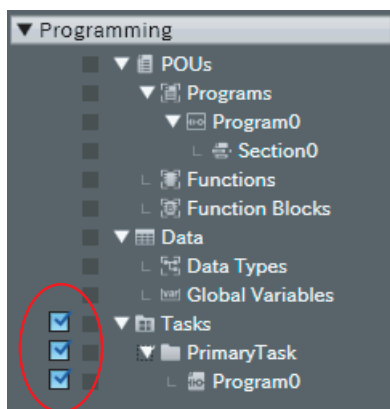 Programming
POUs
Programs
Program0
Section0
Functions
Function Blocks
Data
Data Types
Global Variables
Tasks
PrimaryTask
Program0